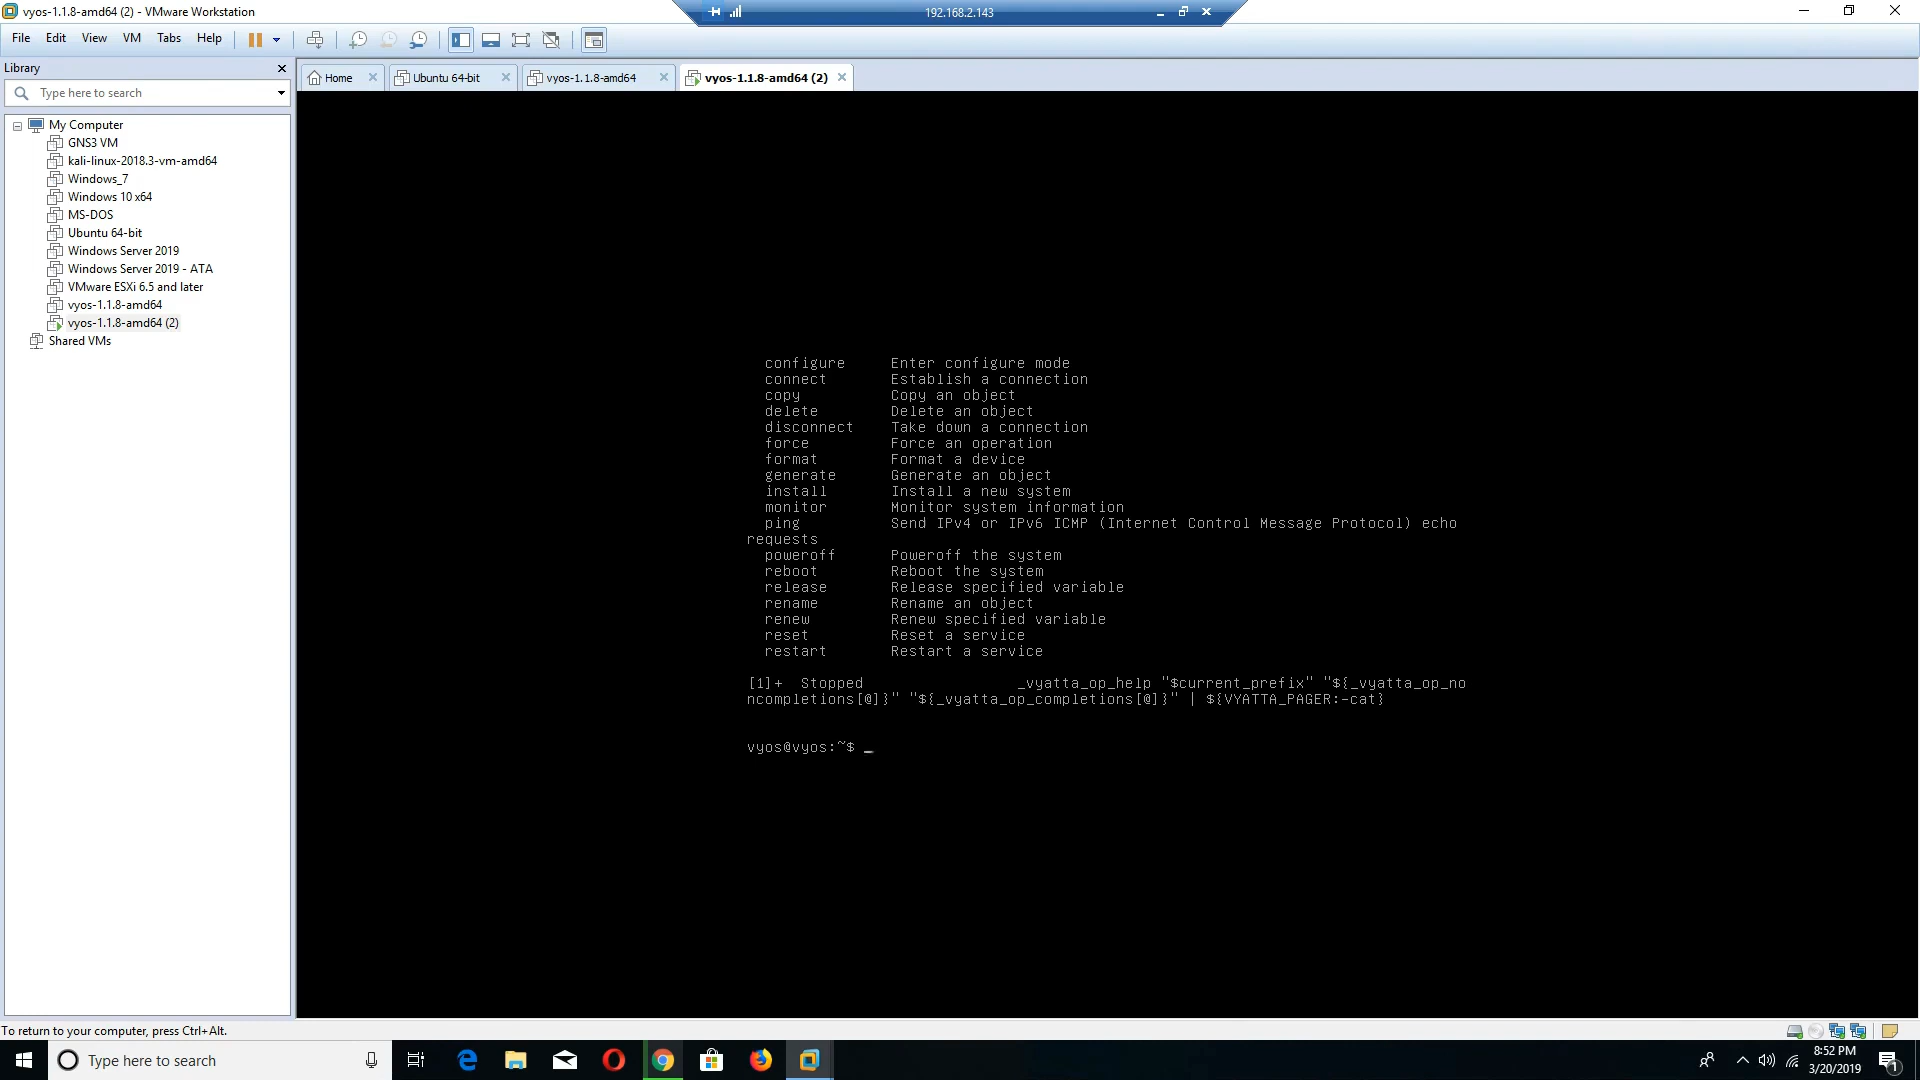 vyos-1.1.8-amd64 (2) - VMware Workstation
192.168.2.143
File Edit View VM Tabs Help
Library
Type here to search
My Computer
GNS3 VM
kali-linux-2018.3-vm-amd64
Windows_7
Windows 10 x64
MS-DOS
Ubuntu 64-bit
Windows Server 2019
Windows Server 2019 - ATA
VMware ESXi 6.5 and later
vyos-1.1.8-amd64
vyos-1.1.8-amd64 (2)
Shared VMs
Home Ubuntu 64-bit vyos-1.1.8-amd64 vyos-1.1.8-amd64 (2)
configure Enter configure mode
connect Establish a connection
copy Copy an object
delete Delete an object
disconnect Take down a connection
force Force an operation
format Format a device
generate Generate an object
install Install a new system
monitor Monitor system information
ping Send IPv4 or IPv6 ICMP (Internet Control Message Protocol) echo
requests
poweroff Poweroff the system
reboot Reboot the system
release Release specified variable
rename Rename an object
renew Renew specified variable
reset Reset a service
restart Restart a service
[1]+ Stopped _vyatta_op_help "$current_prefix" "${_vyatta_op_no
ncompletions[@]}" "${_vyatta_op_completions[@]}" | ${VYATTA_PAGER:-cat}
vyos@vyos:~$ _
To return to your computer, press Ctrl+Alt.
Type here to search
8:52 PM
3/20/2019
1